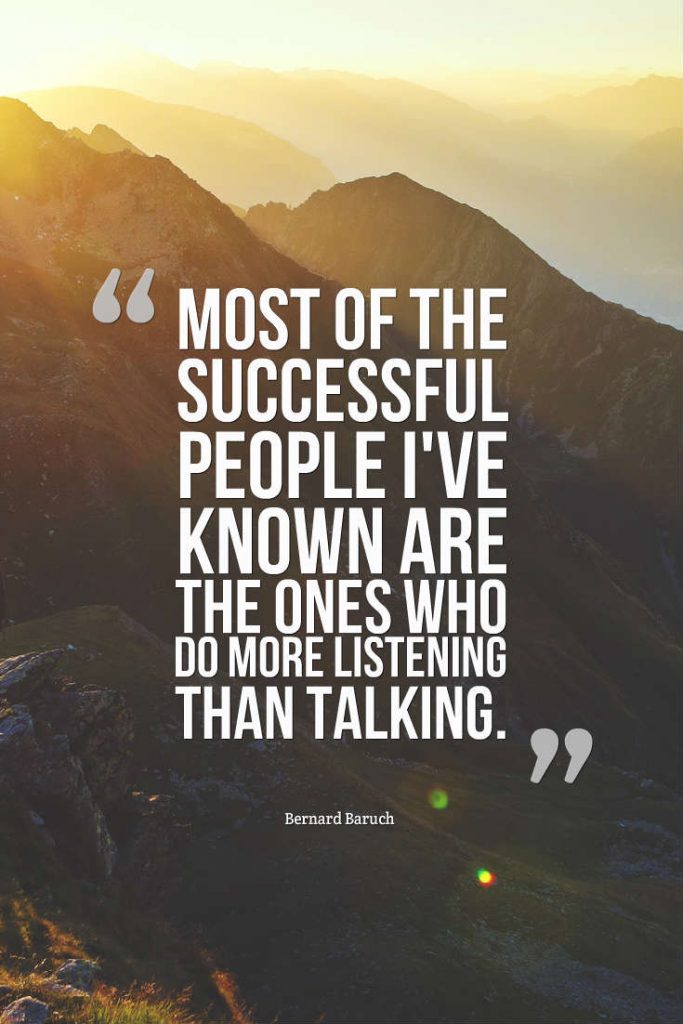 “ MOST OF THE
SUCCESSFUL
PEOPLE I'VE
KNOWN ARE
THE ONES WHO
DO MORE LISTENING
THAN TALKING. ”
Bernard Baruch